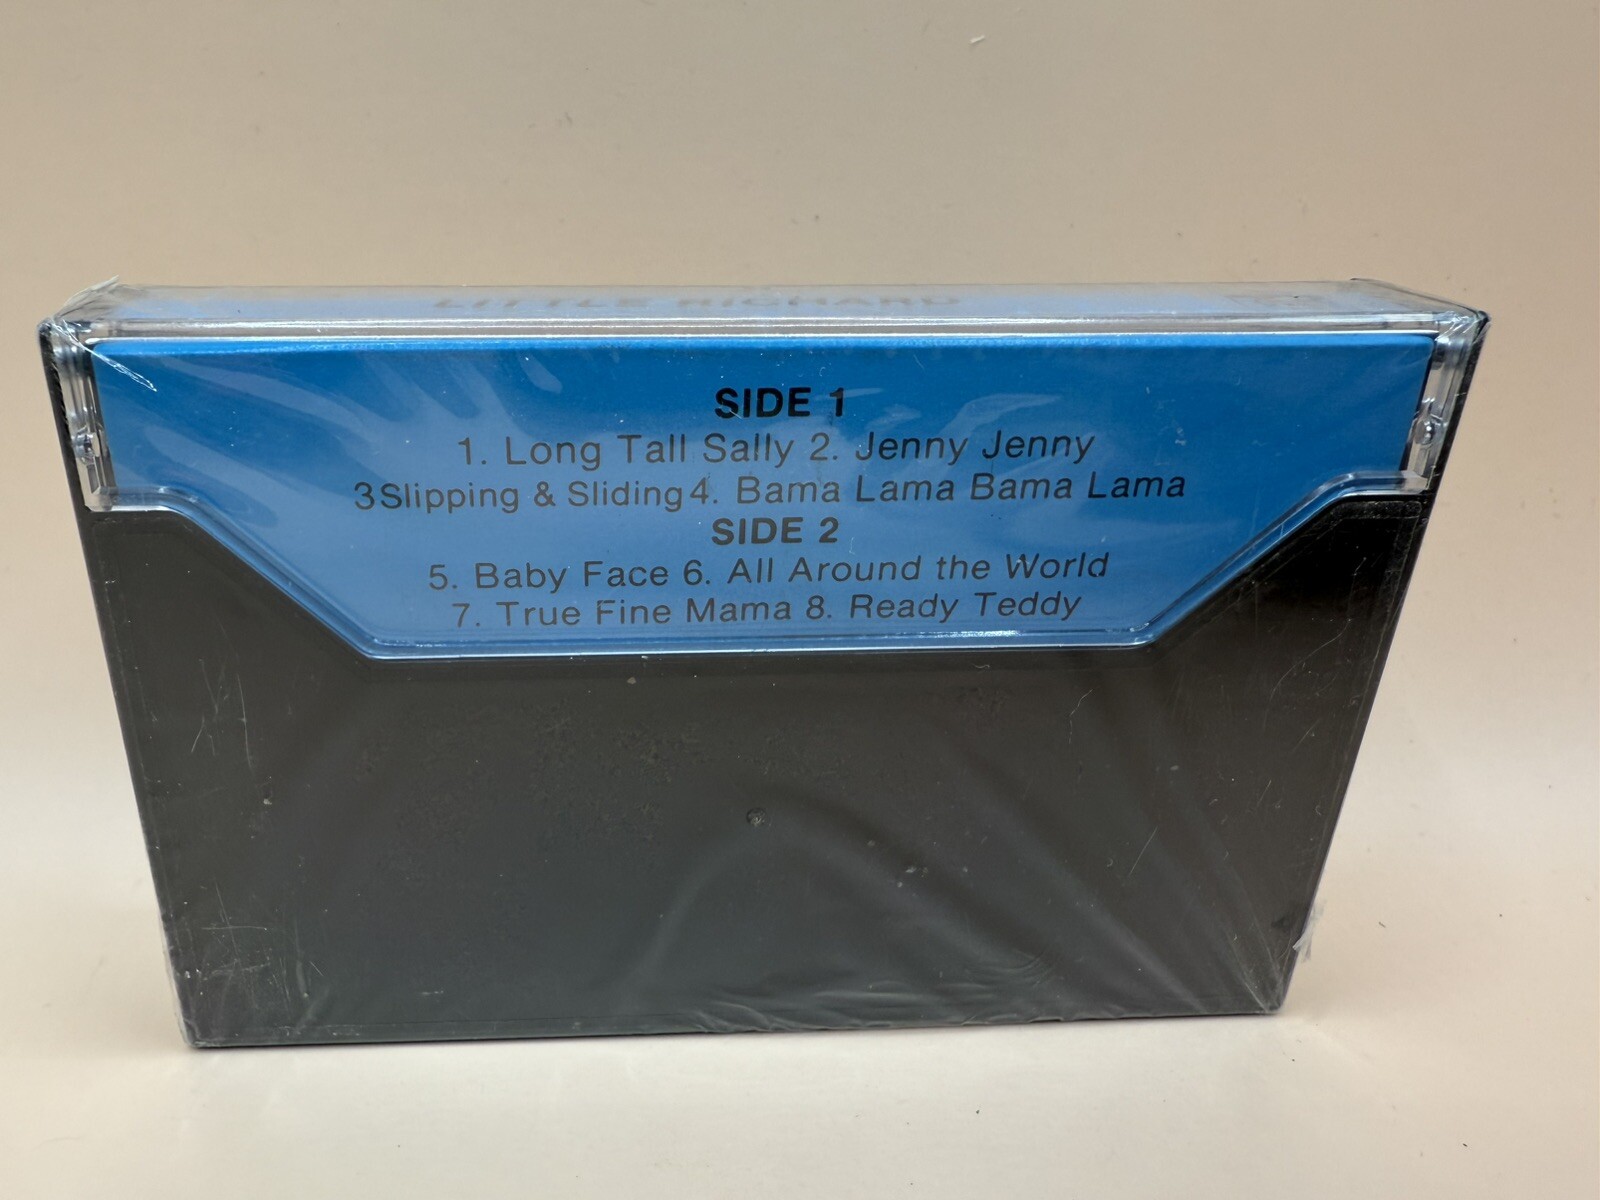 LITTLE RICHARD
SIDE 1
1. Long Tall Sally 2. Jenny Jenny
3Slipping & Sliding 4. Bama Lama Bama Lama
SIDE 2
5. Baby Face 6. All Around the World
7. True Fine Mama 8. Ready Teddy